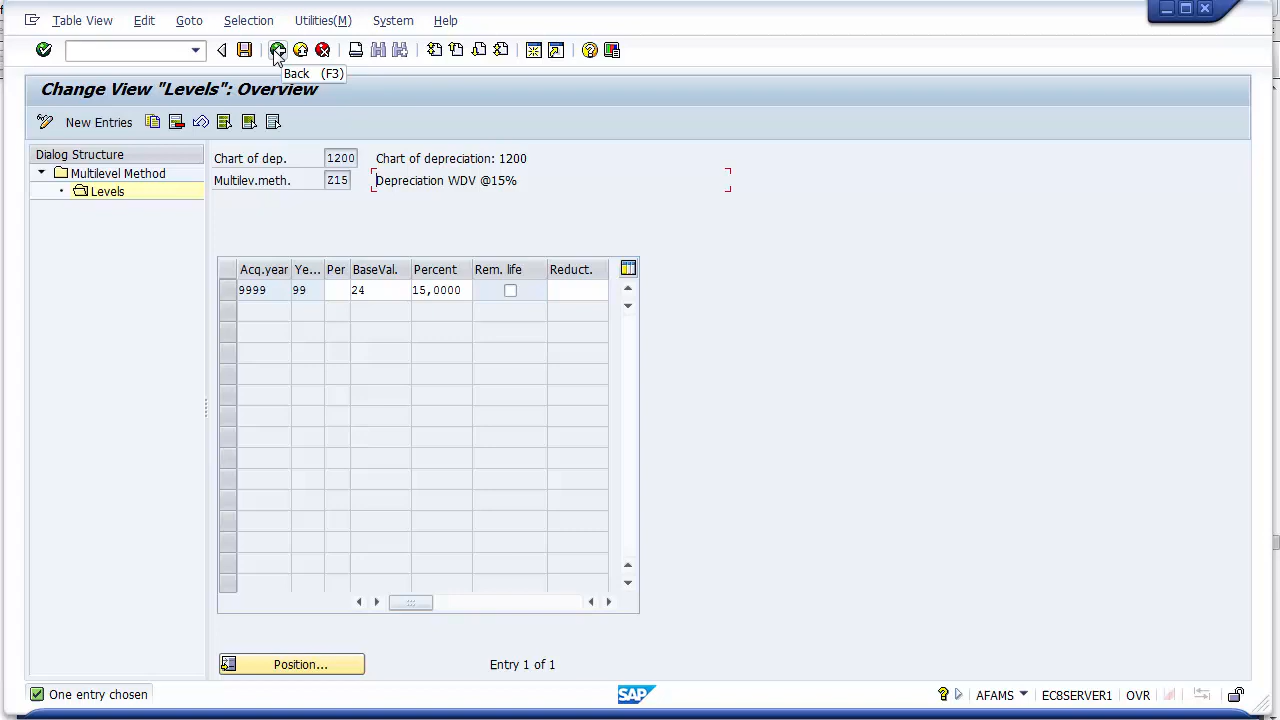 Table View Edit Goto Selection Utilities(M) System Help
Back (F3)
Change View "Levels": Overview
New Entries
Dialog Structure
Multilevel Method
Levels
Chart of dep. 1200 Chart of depreciation: 1200
Multilev.meth. Z15 Depreciation WDV @15%
Acq.year Ye... Per BaseVal. Percent Rem. life Reduct.
9999 99 24 15,0000
Position... Entry 1 of 1
One entry chosen SAP AFAMS EC8SERVER1 OVR